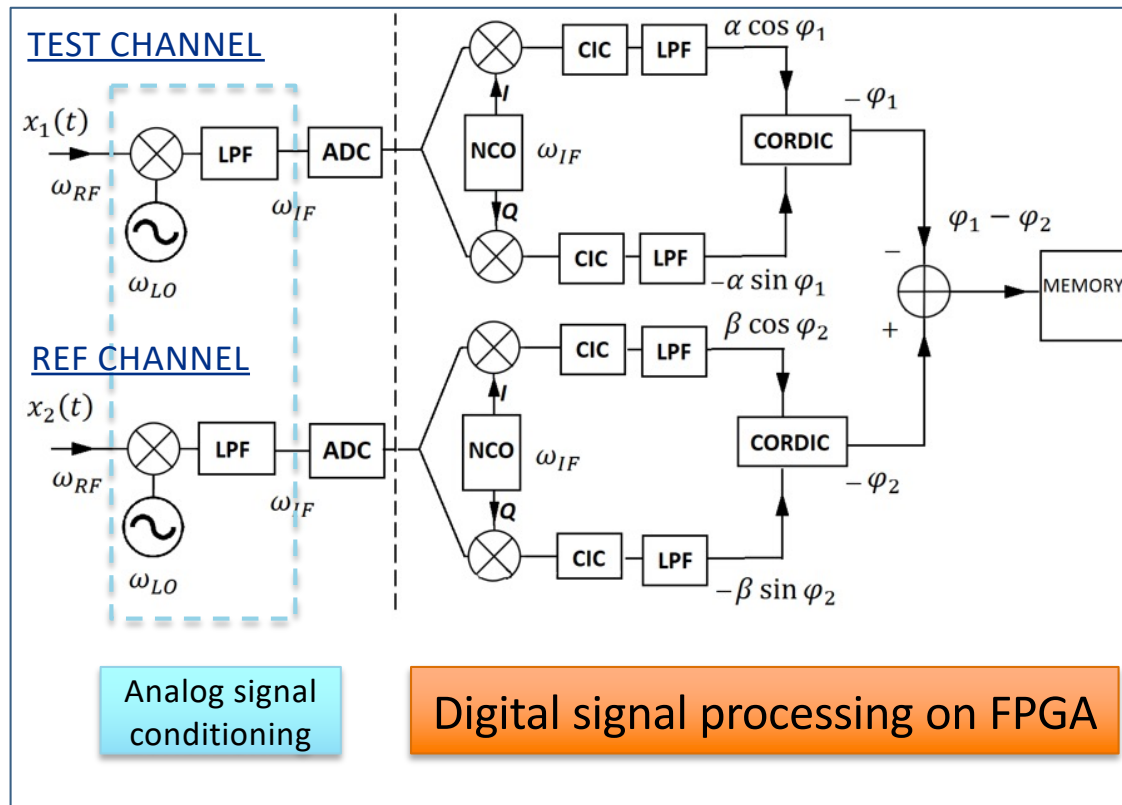 TEST CHANNEL
x₁(t)
ω_RF
ω_LO
LPF
ω_IF
ADC
I
NCO
ω_IF
Q
CIC
LPF
α cos φ₁
CIC
LPF
−α sin φ₁
CORDIC
−φ₁
REF CHANNEL
x₂(t)
ω_RF
ω_LO
LPF
ω_IF
ADC
I
NCO
ω_IF
Q
CIC
LPF
β cos φ₂
CIC
LPF
−β sin φ₂
CORDIC
−φ₂
−
+
φ₁ − φ₂
MEMORY
Analog signal
conditioning
Digital signal processing on FPGA